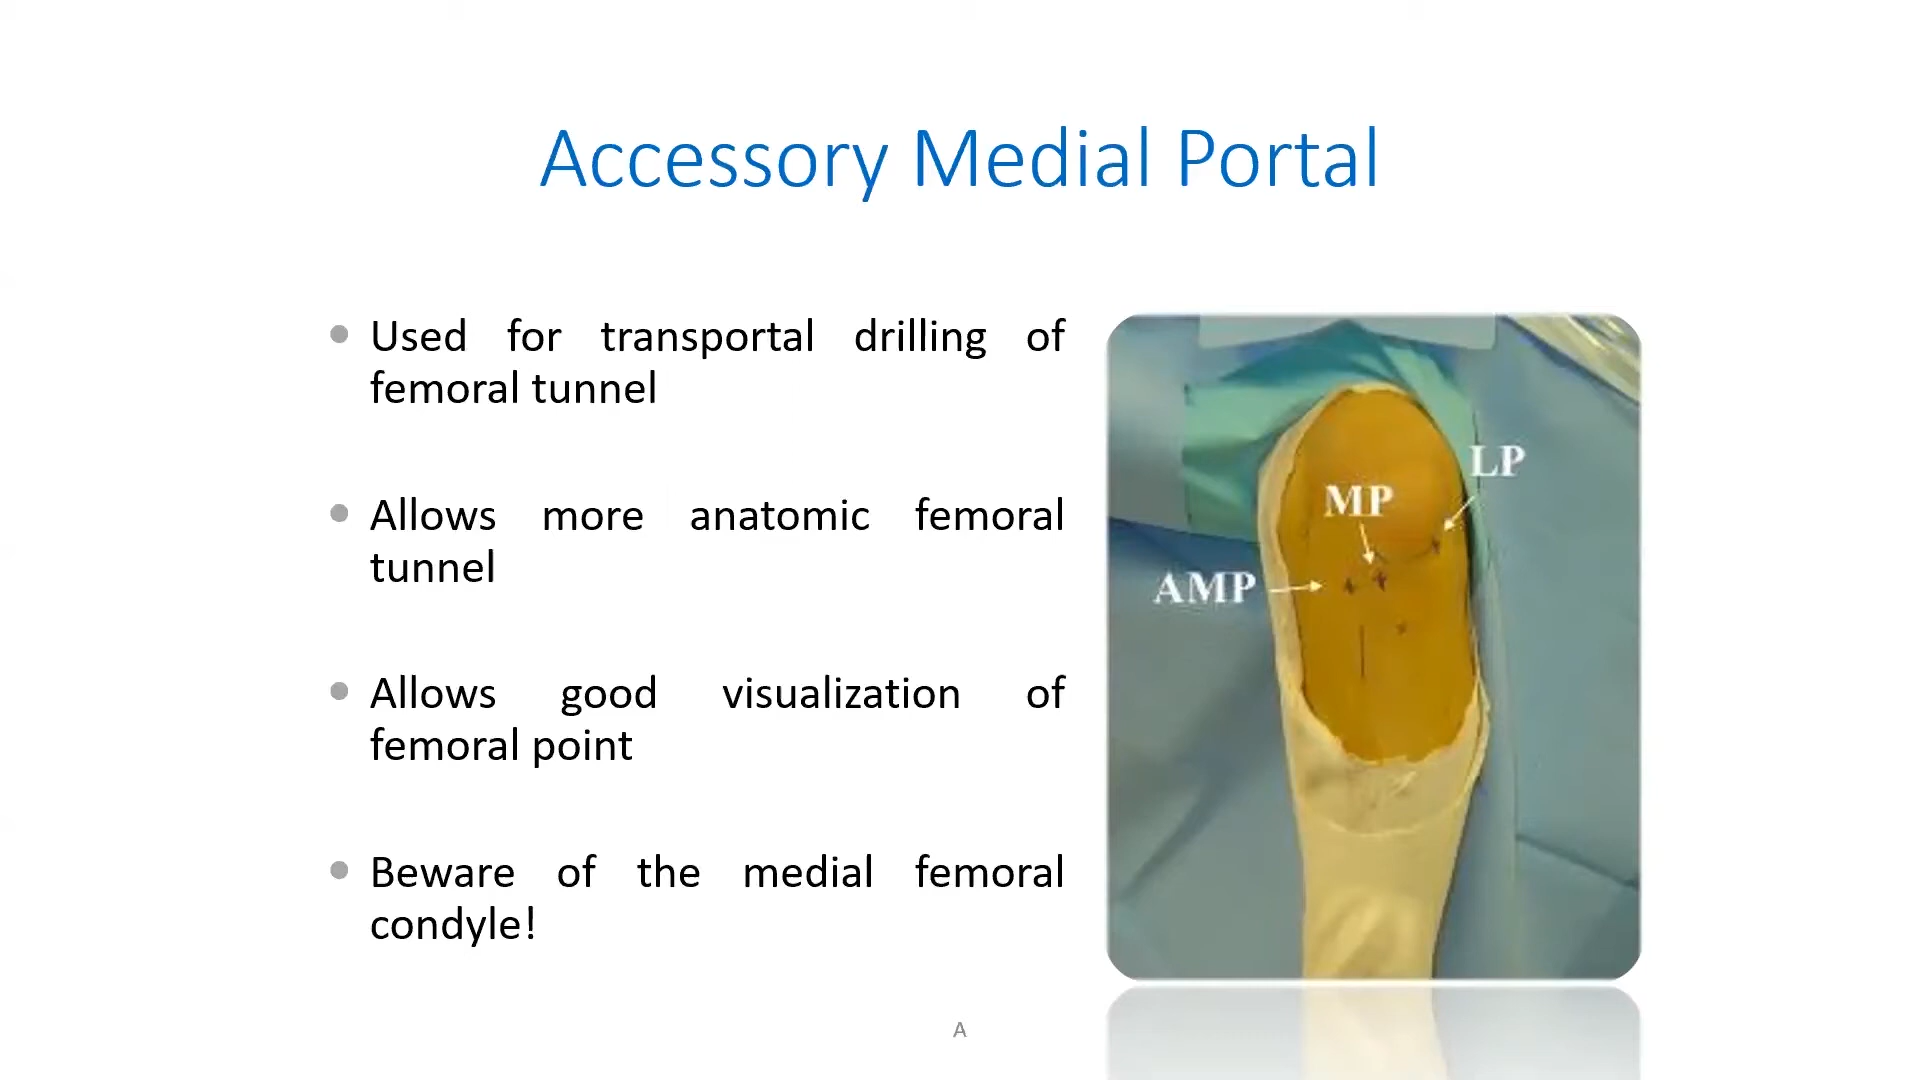 Accessory Medial Portal
Used for transportal drilling of
femoral tunnel
Allows more anatomic femoral
tunnel
Allows good visualization of
femoral point
Beware of the medial femoral
condyle!
LP
MP
AMP
A